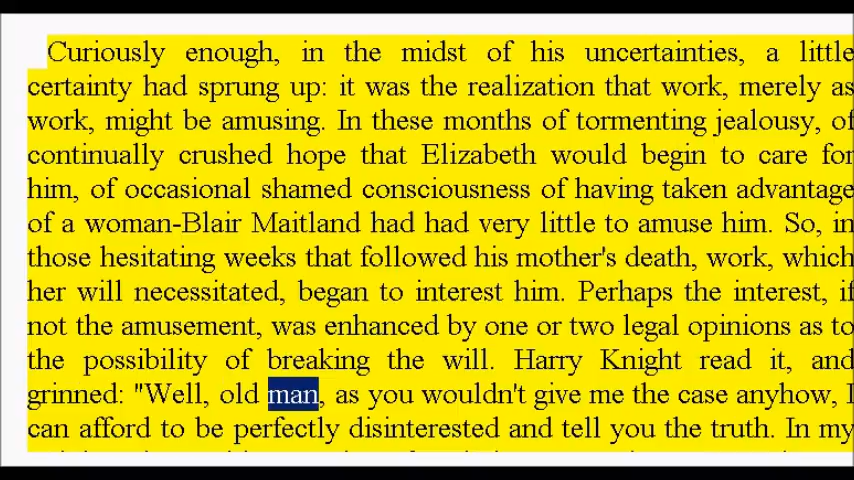 Curiously enough, in the midst of his uncertainties, a little
certainty had sprung up: it was the realization that work, merely as
work, might be amusing. In these months of tormenting jealousy, of
continually crushed hope that Elizabeth would begin to care for
him, of occasional shamed consciousness of having taken advantage
of a woman-Blair Maitland had had very little to amuse him. So, in
those hesitating weeks that followed his mother's death, work, which
her will necessitated, began to interest him. Perhaps the interest, if
not the amusement, was enhanced by one or two legal opinions as to
the possibility of breaking the will. Harry Knight read it, and
grinned: "Well, old man, as you wouldn't give me the case anyhow, I
can afford to be perfectly disinterested and tell you the truth. In my